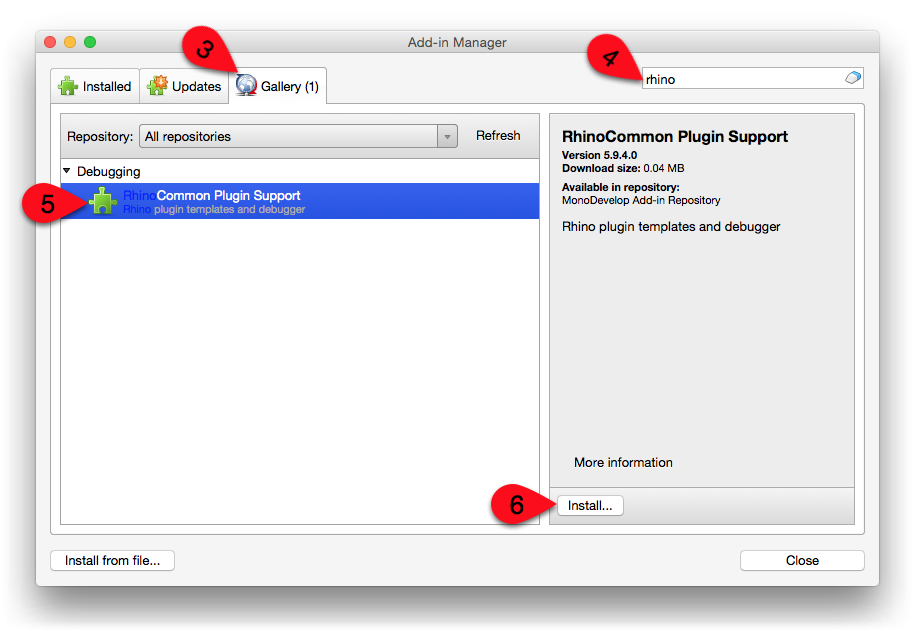 Add-in Manager
3
4
Installed
Updates
Gallery (1)
rhino
Repository:
All repositories
Refresh
Debugging
5
RhinoCommon Plugin Support
Rhino plugin templates and debugger
RhinoCommon Plugin Support
Version 5.9.4.0
Download size: 0.04 MB
Available in repository:
MonoDevelop Add-in Repository
Rhino plugin templates and debugger
More information
6
Install...
Install from file...
Close